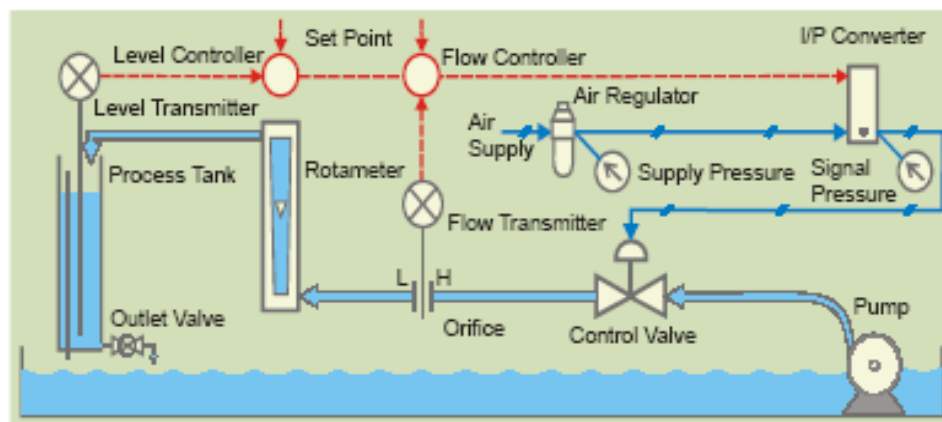 Level Controller
Set Point
Flow Controller
I/P Converter
Level Transmitter
Air Regulator
Air
Supply
Process Tank
Rotameter
Supply Pressure
Signal
Pressure
Flow Transmitter
L
H
Outlet Valve
Orifice
Control Valve
Pump